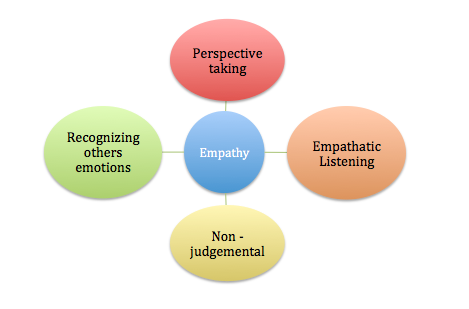 Perspective
taking
Recognizing
others
emotions
Empathy
Empathatic
Listening
Non -
judgemental